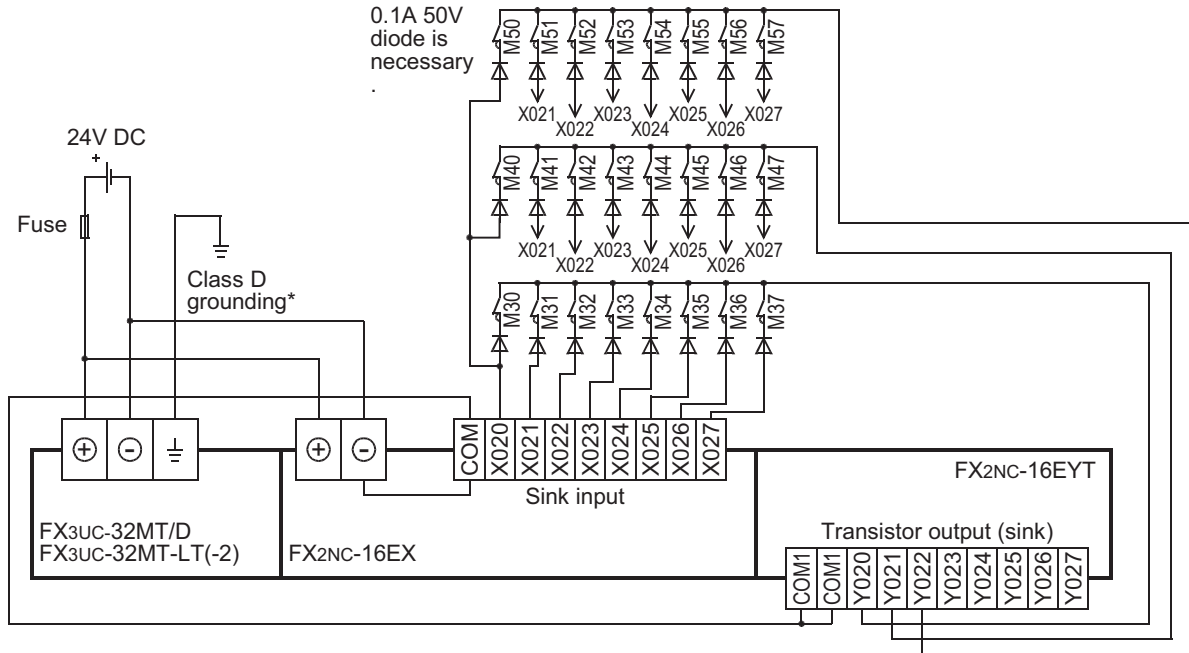 0.1A 50V
diode is
necessary
.
M50 M51 M52 M53 M54 M55 M56 M57
X021 X023 X025 X027
X022 X024 X026
24V DC
+
M40 M41 M42 M43 M44 M45 M46 M47
Fuse
X021 X023 X025 X027
X022 X024 X026
Class D
grounding*
M30 M31 M32 M33 M34 M35 M36 M37
+ - + - COM X020 X021 X022 X023 X024 X025 X026 X027
Sink input
FX2NC-16EYT
FX3UC-32MT/D
FX3UC-32MT-LT(-2)
FX2NC-16EX
Transistor output (sink)
COM1 COM1 Y020 Y021 Y022 Y023 Y024 Y025 Y026 Y027